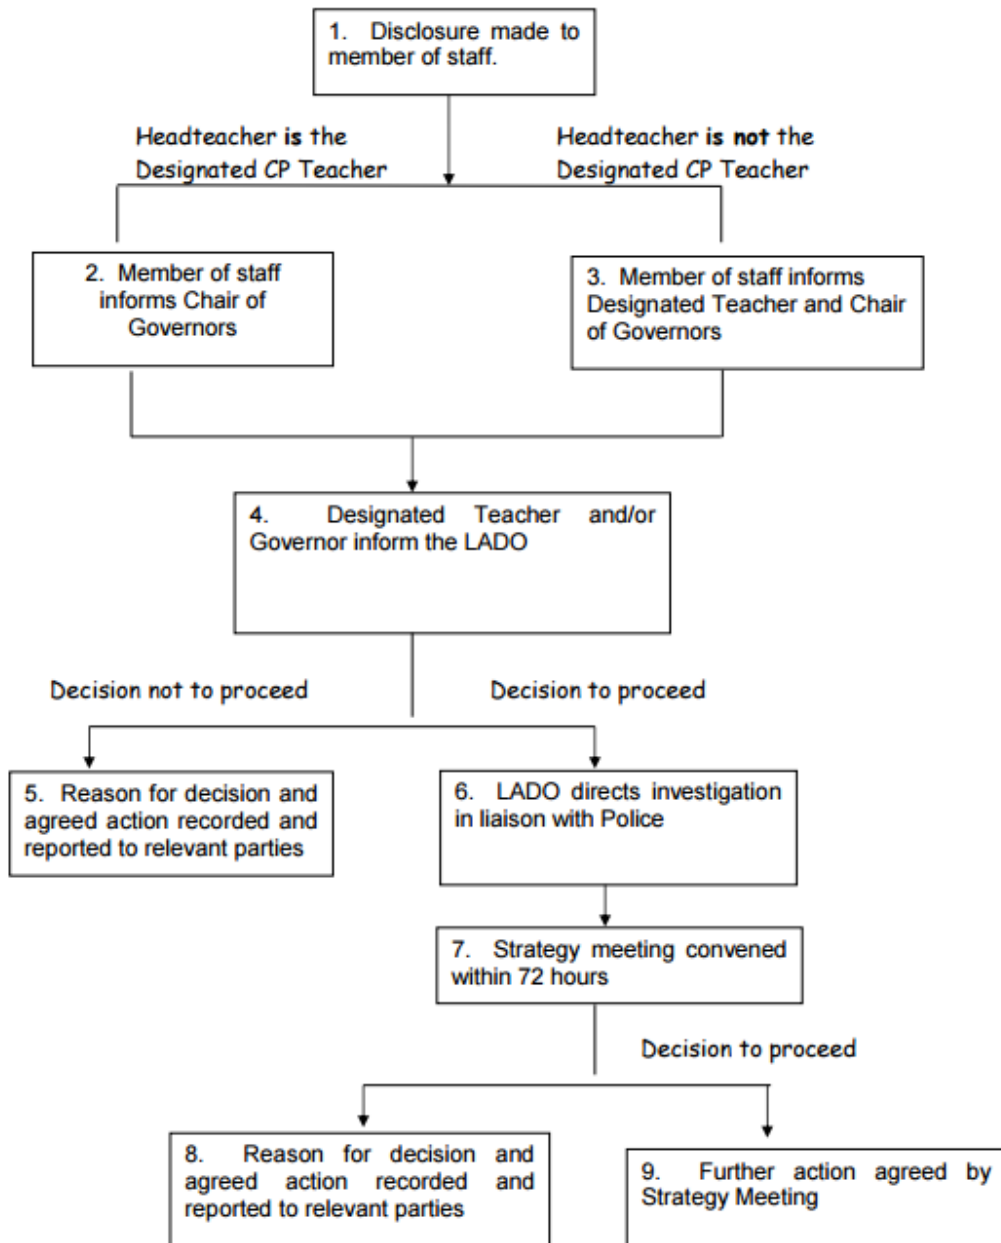 1. Disclosure made to
member of staff.
Headteacher is the
Designated CP Teacher
Headteacher is not the
Designated CP Teacher
2. Member of staff
informs Chair of
Governors
3. Member of staff informs
Designated Teacher and Chair
of Governors
4. Designated Teacher and/or
Governor inform the LADO
Decision not to proceed
Decision to proceed
5. Reason for decision and
agreed action recorded and
reported to relevant parties
6. LADO directs investigation
in liaison with Police
7. Strategy meeting convened
within 72 hours
Decision to proceed
8. Reason for decision and
agreed action recorded and
reported to relevant parties
9. Further action agreed by
Strategy Meeting